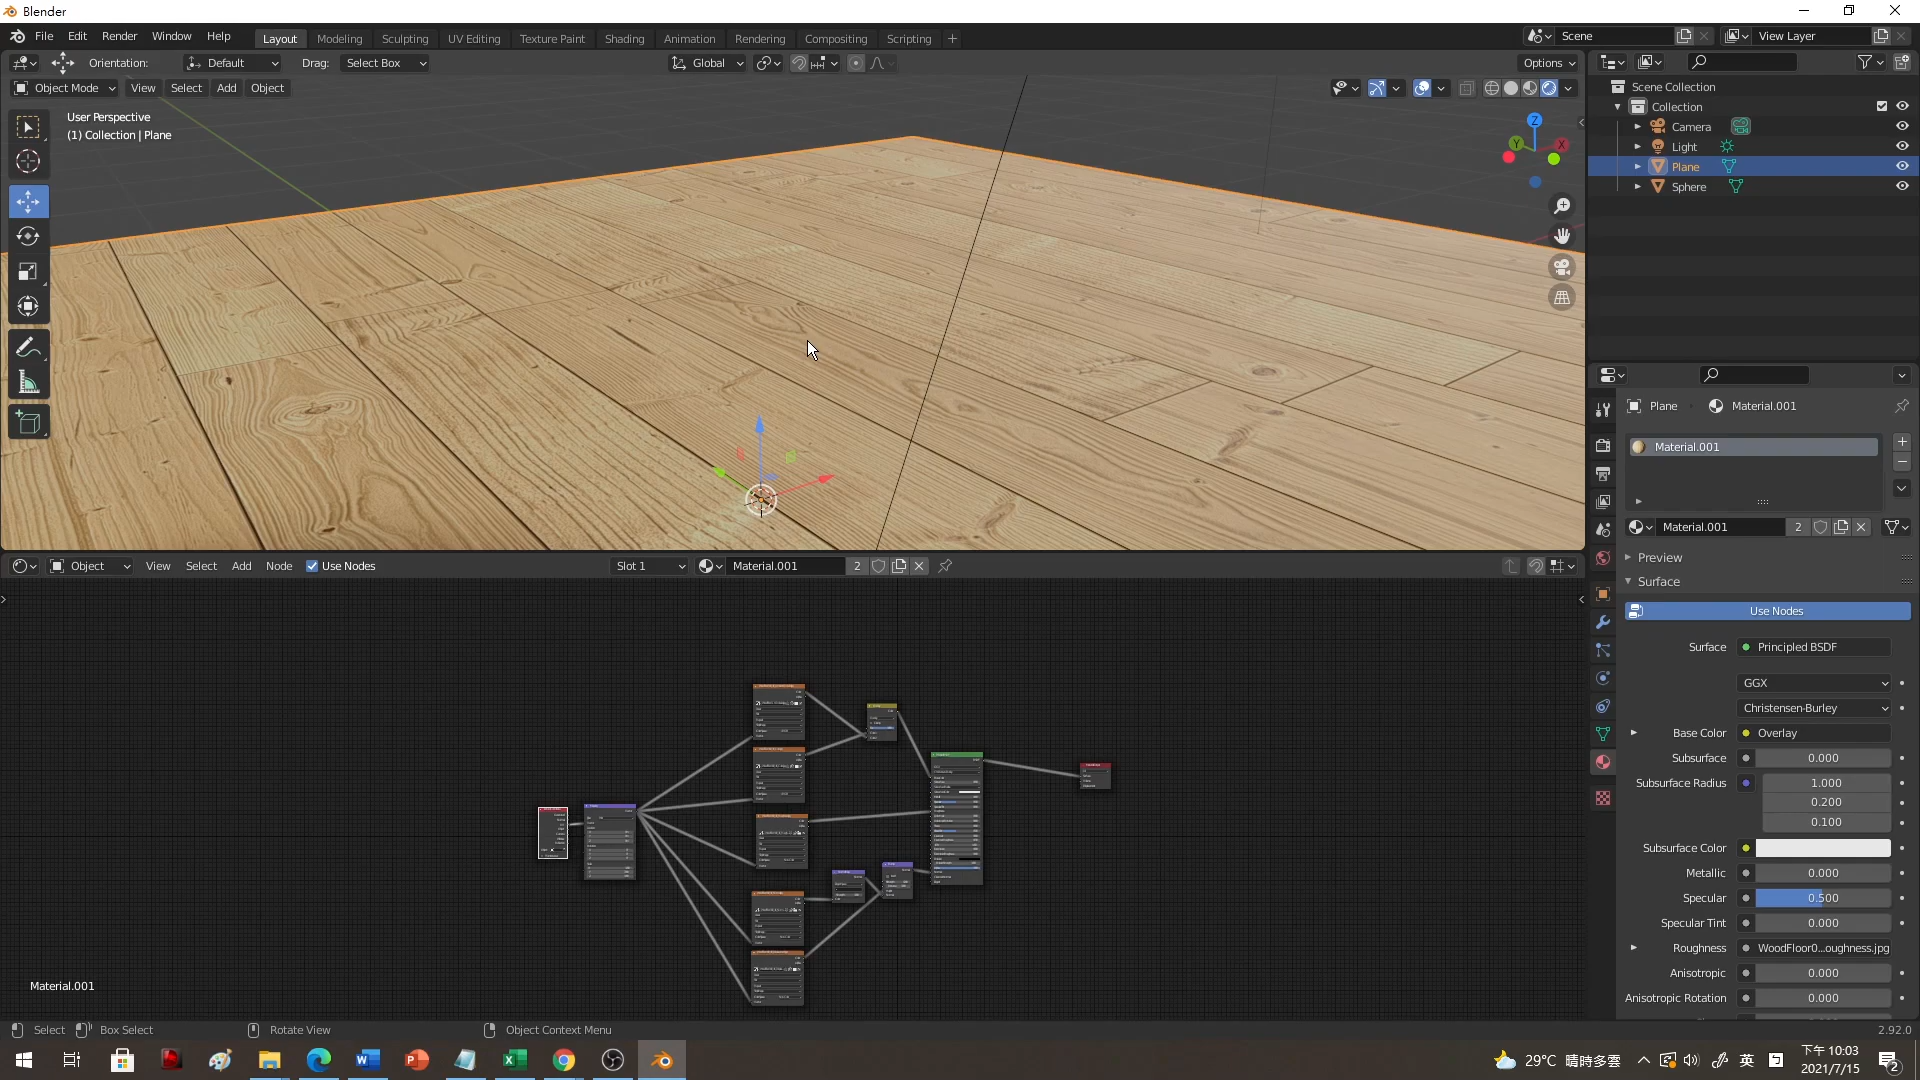 Blender
File Edit Render Window Help
Layout Modeling Sculpting UV Editing Texture Paint Shading Animation Rendering Compositing Scripting +
Scene View Layer
Orientation: Default Drag: Select Box Global Options
Object Mode View Select Add Object
User Perspective
(1) Collection | Plane
Z
Y
X
Scene Collection
Collection
Camera
Light
Plane
Sphere
Plane Material.001
Material.001
Material.001 2
Preview
Surface
Use Nodes
Surface Principled BSDF
GGX
Christensen-Burley
Base Color Overlay
Subsurface 0.000
Subsurface Radius 1.000
0.200
0.100
Subsurface Color
Metallic 0.000
Specular 0.500
Specular Tint 0.000
Roughness WoodFloor0...oughness.jpg
Anisotropic 0.000
Anisotropic Rotation 0.000
Object View Select Add Node Use Nodes Slot 1 Material.001 2
Material.001
Select Box Select Rotate View Object Context Menu 2.92.0
29°C 晴時多雲 英 下午 10:03
2021/7/15
2